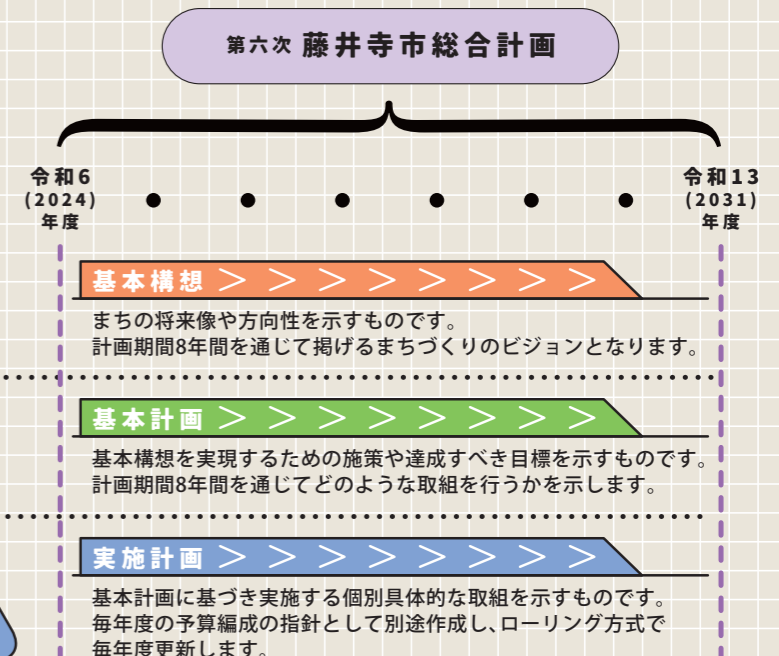 第六次 藤井寺市総合計画
令和6
(2024)
年度
令和13
(2031)
年度
基本構想
まちの将来像や方向性を示すものです。
計画期間8年間を通じて掲げるまちづくりのビジョンとなります。
基本計画
基本構想を実現するための施策や達成すべき目標を示すものです。
計画期間8年間を通じてどのような取組を行うかを示します。
実施計画
基本計画に基づき実施する個別具体的な取組を示すものです。
毎年度の予算編成の指針として別途作成し、ローリング方式で
毎年度更新します。